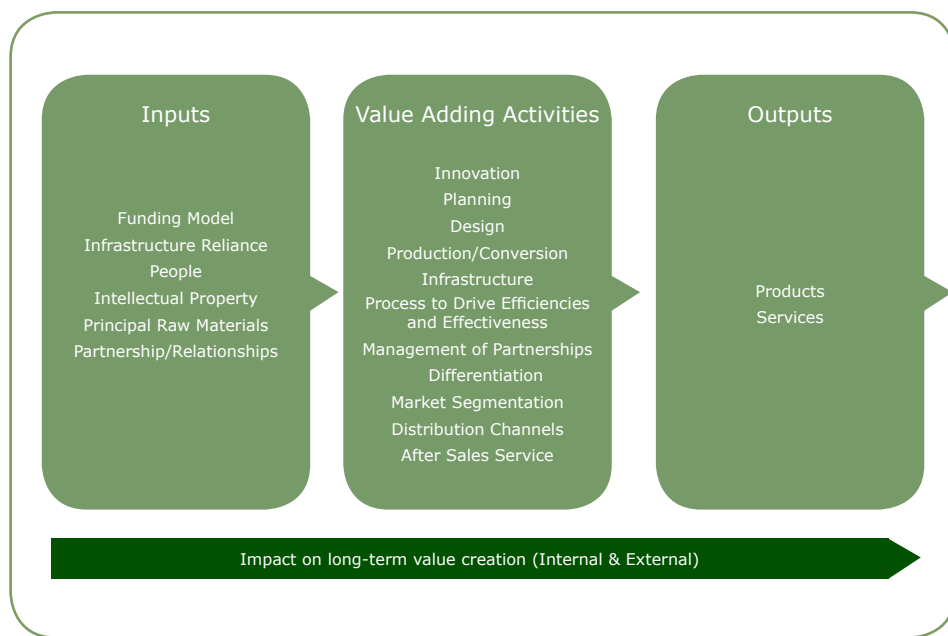 Inputs
Funding Model
Infrastructure Reliance
People
Intellectual Property
Principal Raw Materials
Partnership/Relationships
Value Adding Activities
Innovation
Planning
Design
Production/Conversion
Infrastructure
Process to Drive Efficiencies
and Effectiveness
Management of Partnerships
Differentiation
Market Segmentation
Distribution Channels
After Sales Service
Outputs
Products
Services
Impact on long-term value creation (Internal & External)